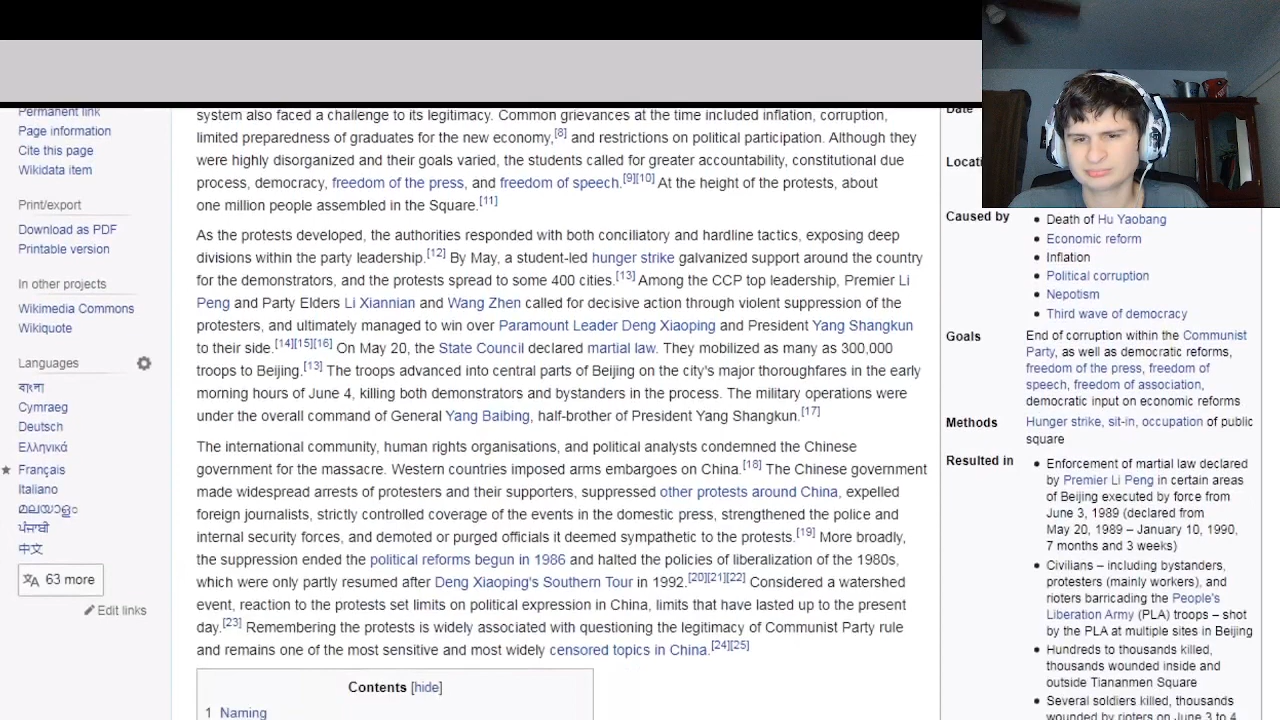 Permanent link
Page information
Cite this page
Wikidata item
Print/export
Download as PDF
Printable version
In other projects
Wikimedia Commons
Wikiquote
Languages
বাংলা
Cymraeg
Deutsch
Ελληνικά
Français
Italiano
മലയാളം
ਪੰਜਾਬੀ
中文
63 more
Edit links
system also faced a challenge to its legitimacy. Common grievances at the time included inflation, corruption,
limited preparedness of graduates for the new economy,[8] and restrictions on political participation. Although they
were highly disorganized and their goals varied, the students called for greater accountability, constitutional due
process, democracy, freedom of the press, and freedom of speech.[9][10] At the height of the protests, about
one million people assembled in the Square.[11]
As the protests developed, the authorities responded with both conciliatory and hardline tactics, exposing deep
divisions within the party leadership.[12] By May, a student-led hunger strike galvanized support around the country
for the demonstrators, and the protests spread to some 400 cities.[13] Among the CCP top leadership, Premier Li
Peng and Party Elders Li Xiannian and Wang Zhen called for decisive action through violent suppression of the
protesters, and ultimately managed to win over Paramount Leader Deng Xiaoping and President Yang Shangkun
to their side.[14][15][16] On May 20, the State Council declared martial law. They mobilized as many as 300,000
troops to Beijing.[13] The troops advanced into central parts of Beijing on the city's major thoroughfares in the early
morning hours of June 4, killing both demonstrators and bystanders in the process. The military operations were
under the overall command of General Yang Baibing, half-brother of President Yang Shangkun.[17]
The international community, human rights organisations, and political analysts condemned the Chinese
government for the massacre. Western countries imposed arms embargoes on China.[18] The Chinese government
made widespread arrests of protesters and their supporters, suppressed other protests around China, expelled
foreign journalists, strictly controlled coverage of the events in the domestic press, strengthened the police and
internal security forces, and demoted or purged officials it deemed sympathetic to the protests.[19] More broadly,
the suppression ended the political reforms begun in 1986 and halted the policies of liberalization of the 1980s,
which were only partly resumed after Deng Xiaoping's Southern Tour in 1992.[20][21][22] Considered a watershed
event, reaction to the protests set limits on political expression in China, limits that have lasted up to the present
day.[23] Remembering the protests is widely associated with questioning the legitimacy of Communist Party rule
and remains one of the most sensitive and most widely censored topics in China.[24][25]
Contents [hide]
1 Naming
Date
Locati
Caused by
Death of Hu Yaobang
Economic reform
Inflation
Political corruption
Nepotism
Third wave of democracy
Goals
End of corruption within the Communist
Party, as well as democratic reforms,
freedom of the press, freedom of
speech, freedom of association,
democratic input on economic reforms
Methods
Hunger strike, sit-in, occupation of public
square
Resulted in
Enforcement of martial law declared
by Premier Li Peng in certain areas
of Beijing executed by force from
June 3, 1989 (declared from
May 20, 1989 – January 10, 1990,
7 months and 3 weeks)
Civilians – including bystanders,
protesters (mainly workers), and
rioters barricading the People's
Liberation Army (PLA) troops – shot
by the PLA at multiple sites in Beijing
Hundreds to thousands killed,
thousands wounded inside and
outside Tiananmen Square
Several soldiers killed, thousands
wounded by rioters on June 3 to 4